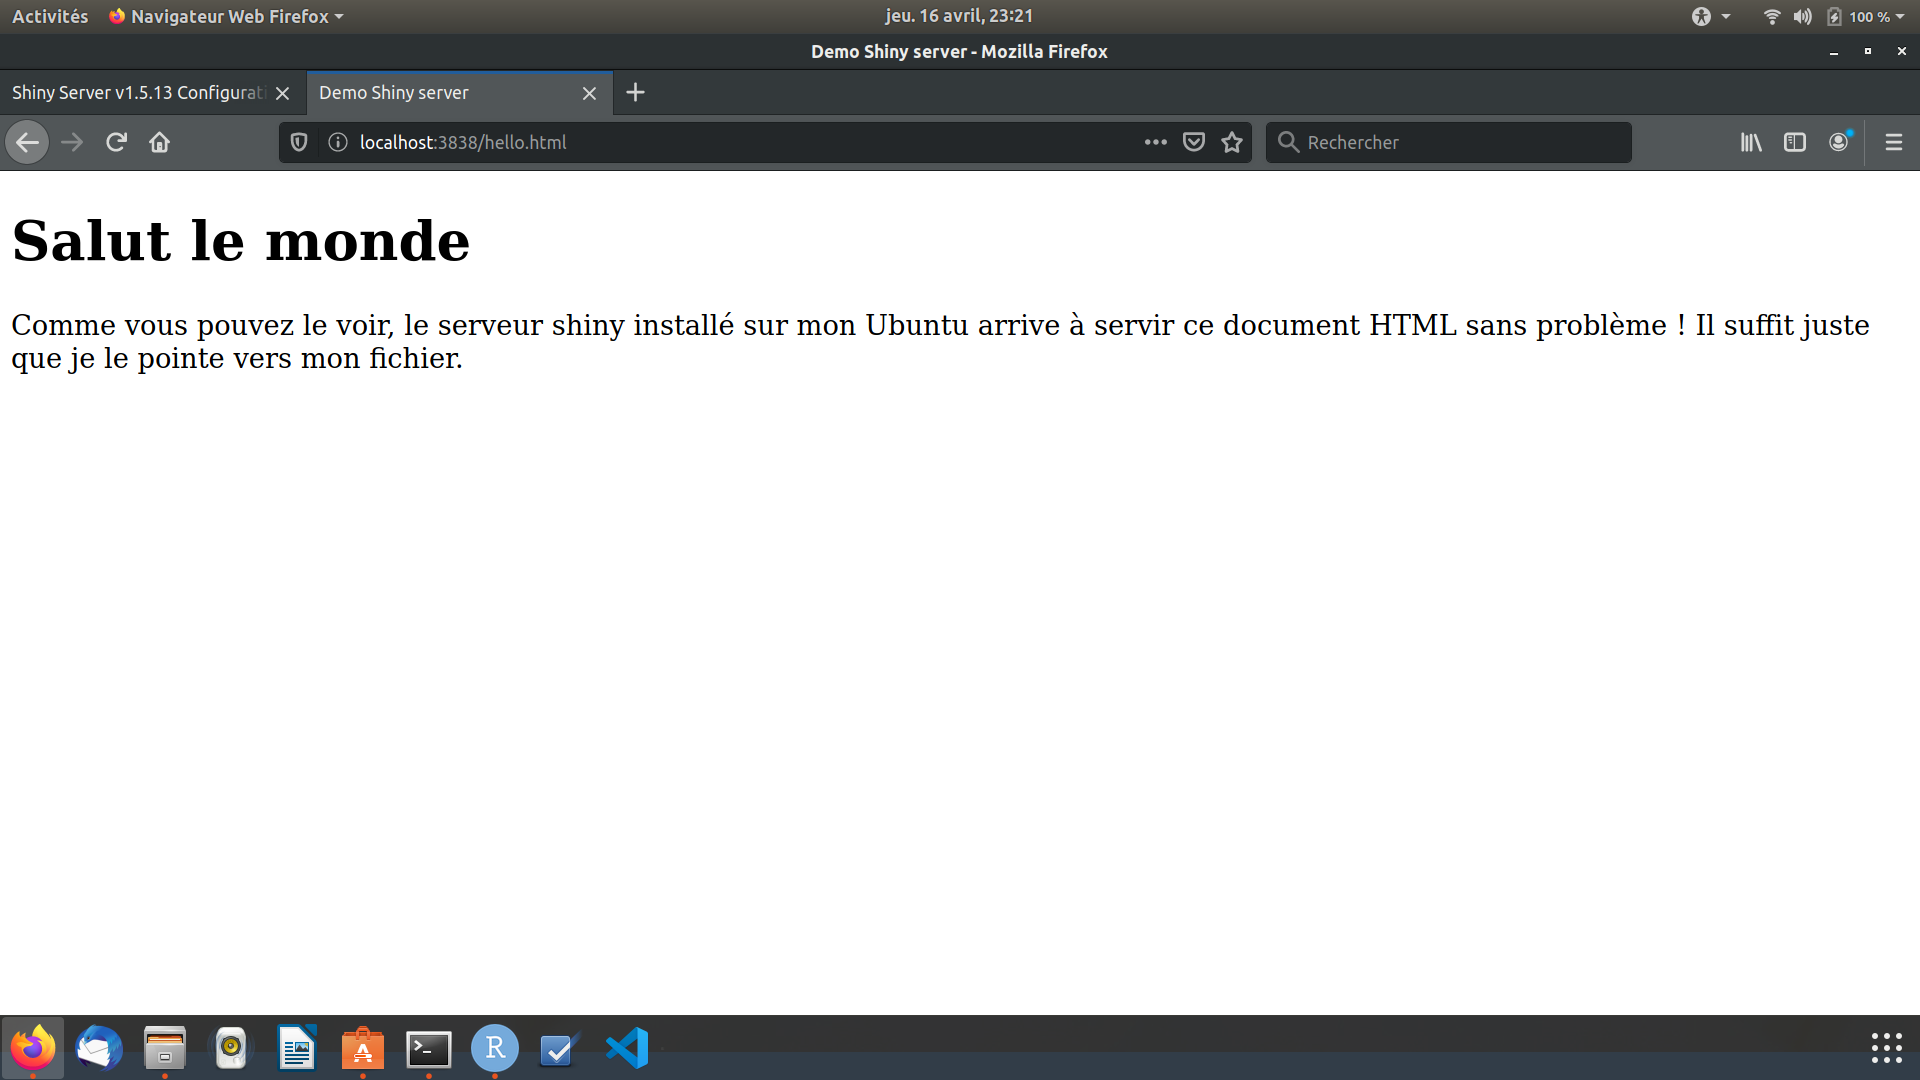 Activités Navigateur Web Firefox jeu. 16 avril, 23:21 100 %
Demo Shiny server - Mozilla Firefox
Shiny Server v1.5.13 Configurati Demo Shiny server
localhost:3838/hello.html Rechercher
Salut le monde
Comme vous pouvez le voir, le serveur shiny installé sur mon Ubuntu arrive à servir ce document HTML sans problème ! Il suffit juste
que je le pointe vers mon fichier.
R